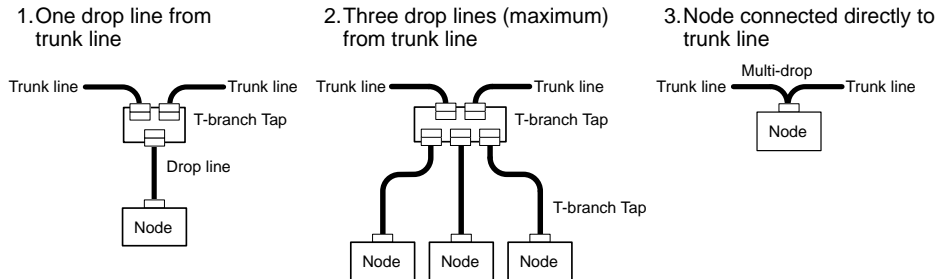 1.One drop line from
trunk line
Trunk line
Trunk line
T-branch Tap
Drop line
Node
2.Three drop lines (maximum)
from trunk line
Trunk line
Trunk line
T-branch Tap
T-branch Tap
Node
Node
Node
3.Node connected directly to
trunk line
Multi-drop
Trunk line
Trunk line
Node